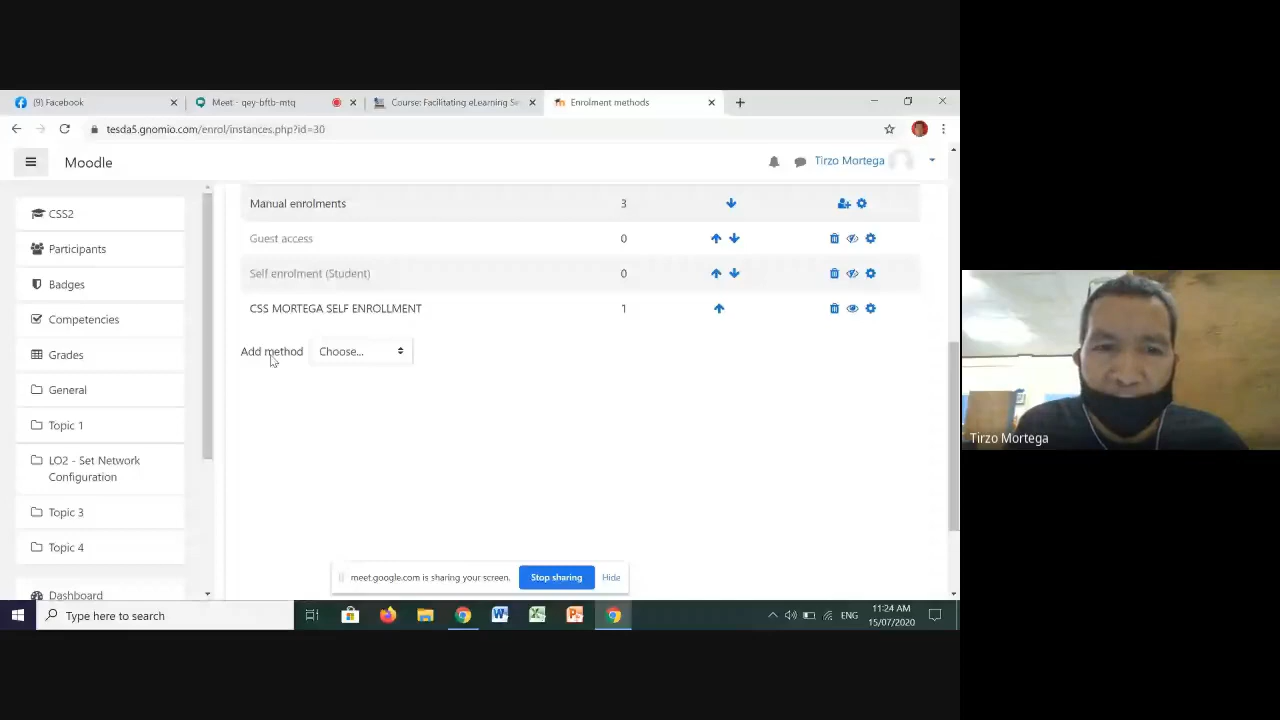 (9) Facebook
Meet - qey-bftb-mtq
Course: Facilitating eLearning Se
Enrolment methods
tesda5.gnomio.com/enrol/instances.php?id=30
Moodle
Tirzo Mortega
CSS2
Participants
Badges
Competencies
Grades
General
Topic 1
LO2 - Set Network
Configuration
Topic 3
Topic 4
Dashboard
Manual enrolments 3
Guest access 0
Self enrolment (Student) 0
CSS MORTEGA SELF ENROLLMENT 1
Add method Choose...
meet.google.com is sharing your screen. Stop sharing Hide
Type here to search
ENG
11:24 AM
15/07/2020
Tirzo Mortega